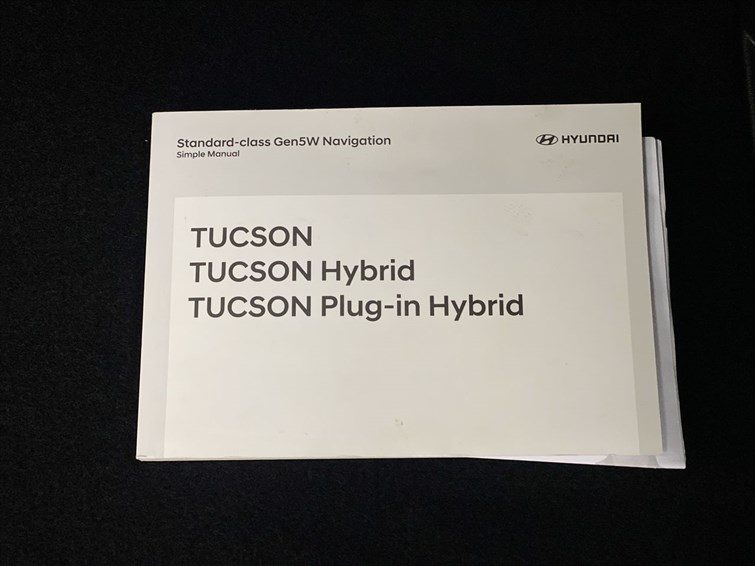 Standard-class Gen5W Navigation
Simple Manual
HYUNDAI
TUCSON
TUCSON Hybrid
TUCSON Plug-in Hybrid